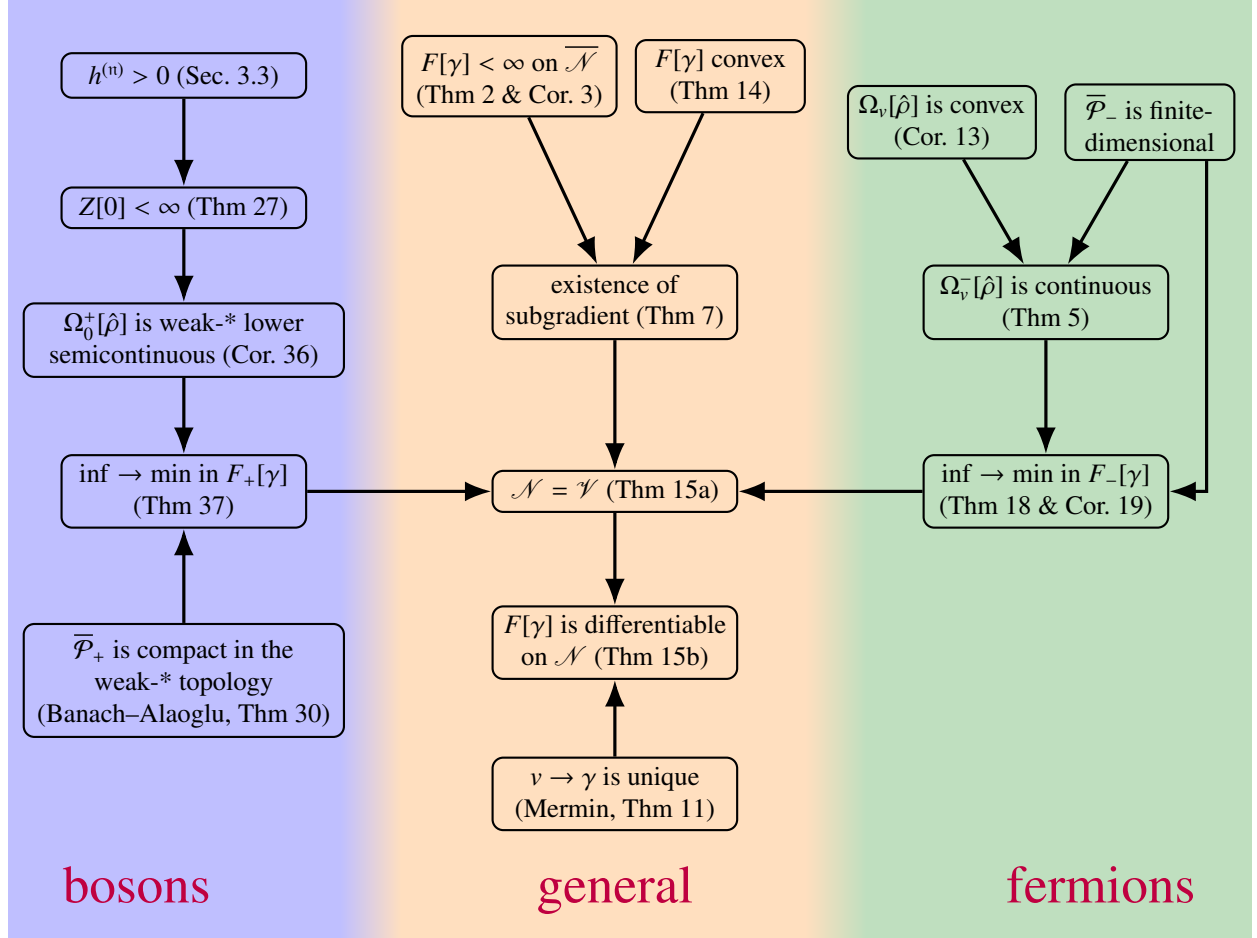 h⁽ⁿ⁾ > 0 (Sec. 3.3)
Z[0] < ∞ (Thm 27)
Ω₀⁺[ρ̂] is weak-* lower
semicontinuous (Cor. 36)
inf → min in F₊[γ]
(Thm 37)
𝒫̅₊ is compact in the
weak-* topology
(Banach–Alaoglu, Thm 30)
bosons
F[γ] < ∞ on 𝒩̅
(Thm 2 & Cor. 3)
F[γ] convex
(Thm 14)
existence of
subgradient (Thm 7)
𝒩 = 𝒱 (Thm 15a)
F[γ] is differentiable
on 𝒩 (Thm 15b)
v → γ is unique
(Mermin, Thm 11)
general
Ωᵥ[ρ̂] is convex
(Cor. 13)
𝒫̅₋ is finite-
dimensional
Ωᵥ⁻[ρ̂] is continuous
(Thm 5)
inf → min in F₋[γ]
(Thm 18 & Cor. 19)
fermions